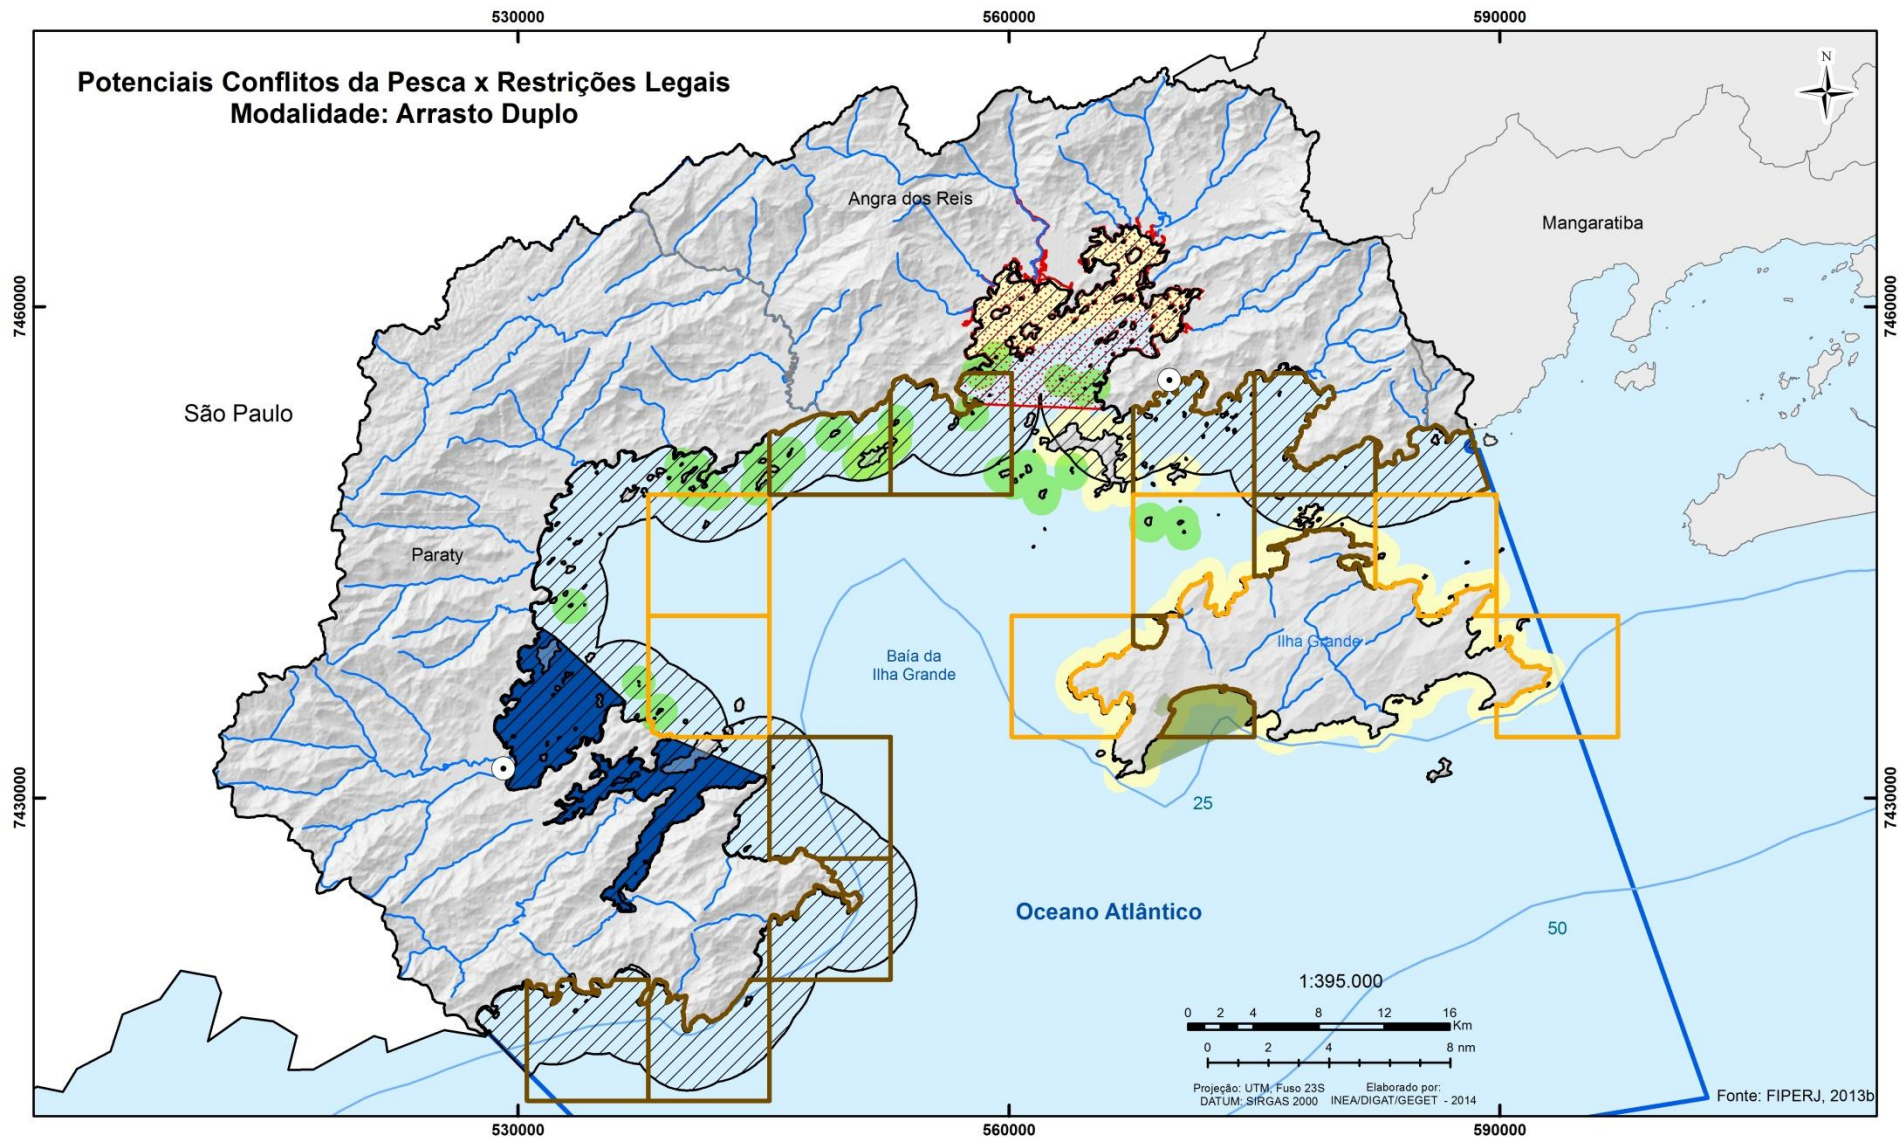 530000
560000
590000
Potenciais Conflitos da Pesca x Restrições Legais
Modalidade: Arrasto Duplo
N
Angra dos Reis
Mangaratiba
7460000
7460000
São Paulo
Paraty
Ilha Grande
Baía da
Ilha Grande
7430000
7430000
25
Oceano Atlântico
50
1:395.000
0 2 4 8 12 16
Km
0 2 4 8 nm
Projeção: UTM, Fuso 23S
DATUM: SIRGAS 2000
Elaborado por:
INEA/DIGAT/GEGET - 2014
Fonte: FIPERJ, 2013b
530000
560000
590000